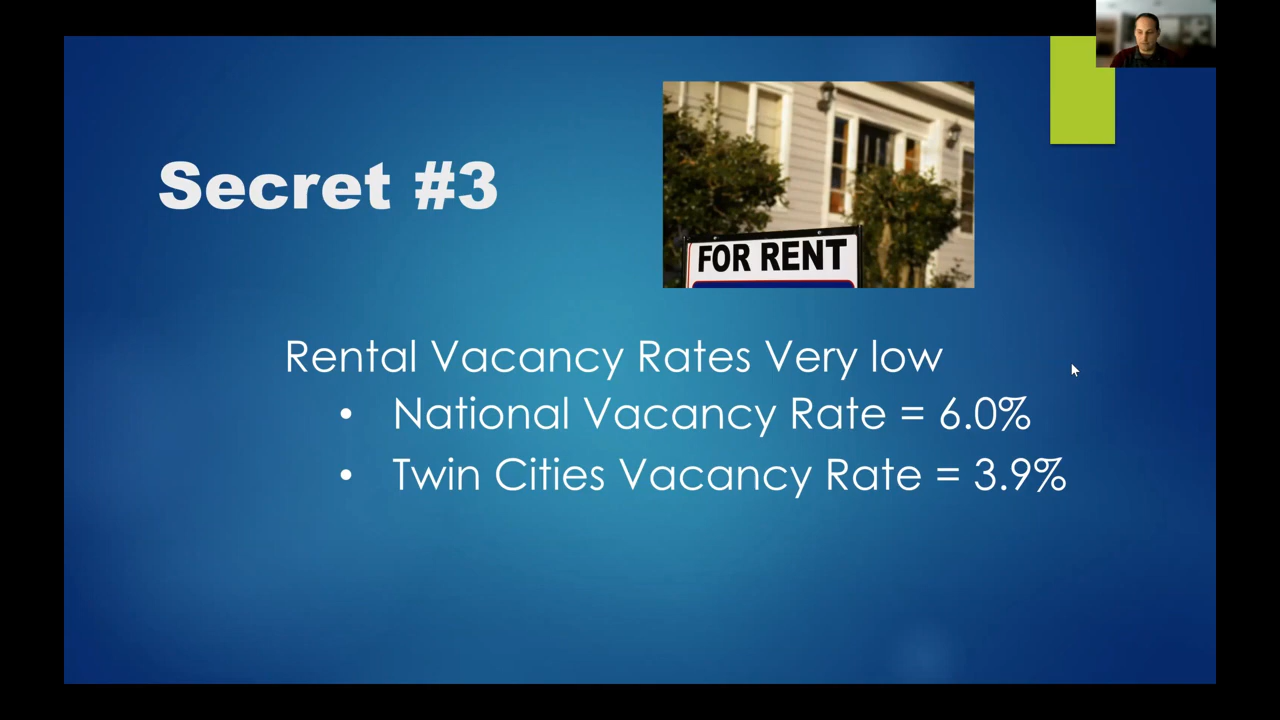 Secret #3
FOR RENT
Rental Vacancy Rates Very low
• National Vacancy Rate = 6.0%
• Twin Cities Vacancy Rate = 3.9%